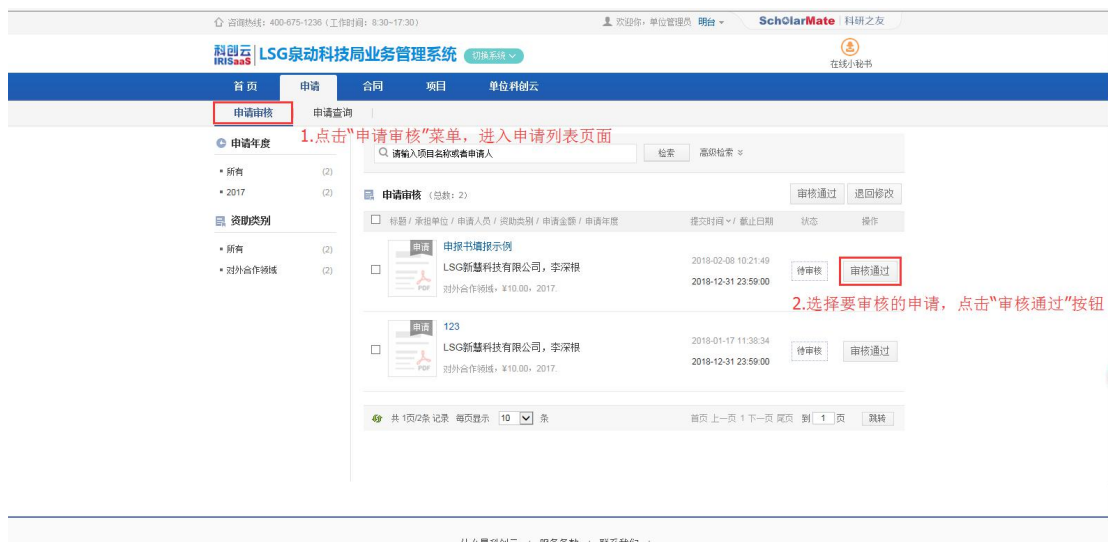 咨询热线：400-675-1236（工作时间：8:30~17:30）
欢迎你，单位管理员 明台
ScholarMate | 科研之友
科创云 IRISaaS | LSG泉动科技局业务管理系统 切换系统
在线小秘书
首页 申请 合同 项目 单位科创云
申请审核 申请查询
1.点击“申请审核”菜单，进入申请列表页面
申请年度
所有 (2)
2017 (2)
资助类别
所有 (2)
对外合作领域 (2)
请输入项目名称或者申请人 检索 高级检索
申请审核 （总数：2） 审核通过 退回修改
标题 / 承担单位 / 申请人员 / 资助类别 / 申请金额 / 申请年度 提交时间 / 截止日期 状态 操作
申请 PDF
申报书填报示例
LSG新慧科技有限公司，李深根
对外合作领域，¥10.00，2017.
2018-02-08 10:21:49
2018-12-31 23:59:00
待审核 审核通过
2.选择要审核的申请，点击“审核通过”按钮
申请 PDF
123
LSG新慧科技有限公司，李深根
对外合作领域，¥10.00，2017.
2018-01-17 11:38:34
2018-12-31 23:59:00
待审核 审核通过
共 1页/2条 记录 每页显示 10 条 首页 上一页 1 下一页 尾页 到 1 页 跳转